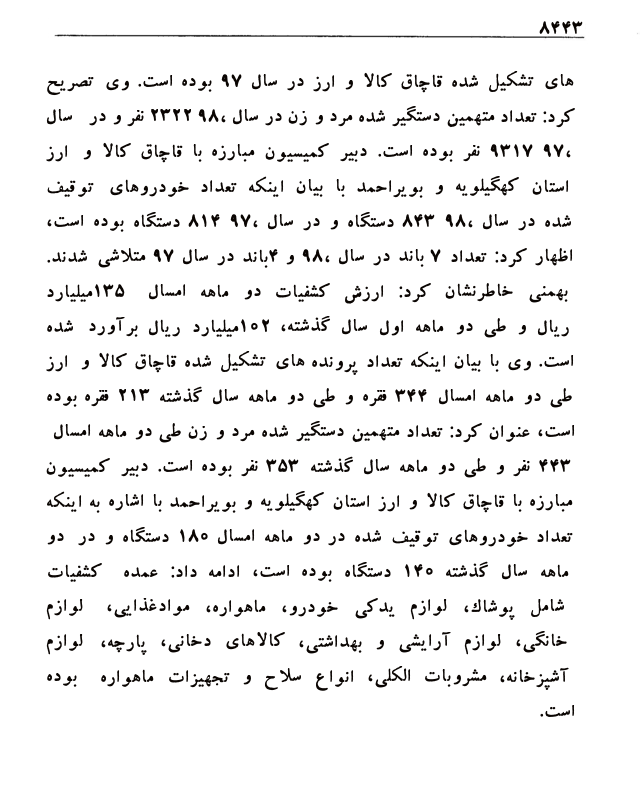 ۸۴۴۳
های تشکیل شده قاچاق کالا و ارز در سال ۹۷ بوده است. وی تصریح
کرد: تعداد متهمین دستگیر شده مرد و زن در سال ،۹۸ ۲۳۲۲ نفر و در سال
،۹۷ ۹۳۱۷ نفر بوده است. دبیر کمیسیون مبارزه با قاچاق کالا و ارز
استان کهگیلویه و بویراحمد با بیان اینکه تعداد خودروهای توقیف
شده در سال ،۹۸ ۸۴۳ دستگاه و در سال ،۹۷ ۸۱۴ دستگاه بوده است،
اظهار کرد: تعداد ۷ باند در سال ،۹۸ و ۴باند در سال ۹۷ متلاشی شدند.
بهمنی خاطرنشان کرد: ارزش کشفیات دو ماهه امسال ۱۳۵میلیارد
ریال و طی دو ماهه اول سال گذشته، ۱۰۲میلیارد ریال برآورد شده
است. وی با بیان اینکه تعداد پرونده های تشکیل شده قاچاق کالا و ارز
طی دو ماهه امسال ۳۴۴ فقره و طی دو ماهه سال گذشته ۲۱۳ فقره بوده
است، عنوان کرد: تعداد متهمین دستگیر شده مرد و زن طی دو ماهه امسال
۴۴۳ نفر و طی دو ماهه سال گذشته ۳۵۳ نفر بوده است. دبیر کمیسیون
مبارزه با قاچاق کالا و ارز استان کهگیلویه و بویراحمد با اشاره به اینکه
تعداد خودروهای توقیف شده در دو ماهه امسال ۱۸۰ دستگاه و در دو
ماهه سال گذشته ۱۴۰ دستگاه بوده است، ادامه داد: عمده کشفیات
شامل پوشاك، لوازم یدکی خودرو، ماهواره، موادغذایی، لوازم
خانگی، لوازم آرایشی و بهداشتی، کالاهای دخانی، پارچه، لوازم
آشپزخانه، مشروبات الکلی، انواع سلاح و تجهیزات ماهواره بوده
است.